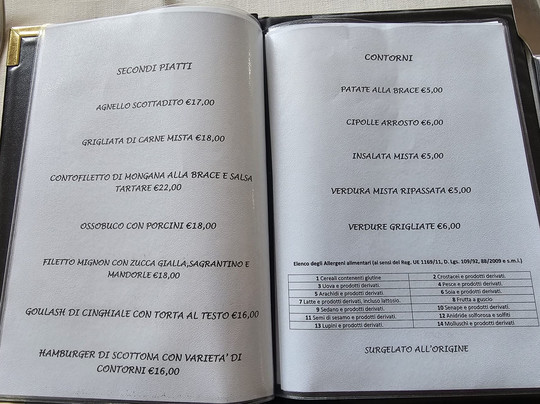 SECONDI PIATTI
AGNELLO SCOTTADITO €17,00
GRIGLIATA DI CARNE MISTA €18,00
CONTOFILETTO DI MONGANA ALLA BRACE E SALSA
TARTARE €22,00
OSSOBUCO CON PORCINI €18,00
FILETTO MIGNON CON ZUCCA GIALLA,SAGRANTINO E
MANDORLE €18,00
GOULASH DI CINGHIALE CON TORTA AL TESTO €16,00
HAMBURGER DI SCOTTONA CON VARIETA' DI
CONTORNI €16,00
CONTORNI
PATATE ALLA BRACE €5,00
CIPOLLE ARROSTO €6,00
INSALATA MISTA €5,00
VERDURA MISTA RIPASSATA €5,00
VERDURE GRIGLIATE €6,00
Elenco degli Allergeni alimentari (ai sensi del Reg. UE 1169/11, D. Lgs. 109/92, 88/2009 e s.m.i.)
1 Cereali contenenti glutine 2 Crostacei e prodotti derivati.
3 Uova e prodotti derivati. 4 Pesce e prodotti derivati.
5 Arachidi e prodotti derivati. 6 Soia e prodotti derivati.
7 Latte e prodotti derivati, incluso lattosio. 8 Frutta a guscio
9 Sedano e prodotti derivati. 10 Senape e prodotti derivati.
11 Semi di sesamo e prodotti derivati. 12 Anidride solforosa e solfiti
13 Lupini e prodotti derivati. 14 Molluschi e prodotti derivati.
SURGELATO ALL'ORIGINE